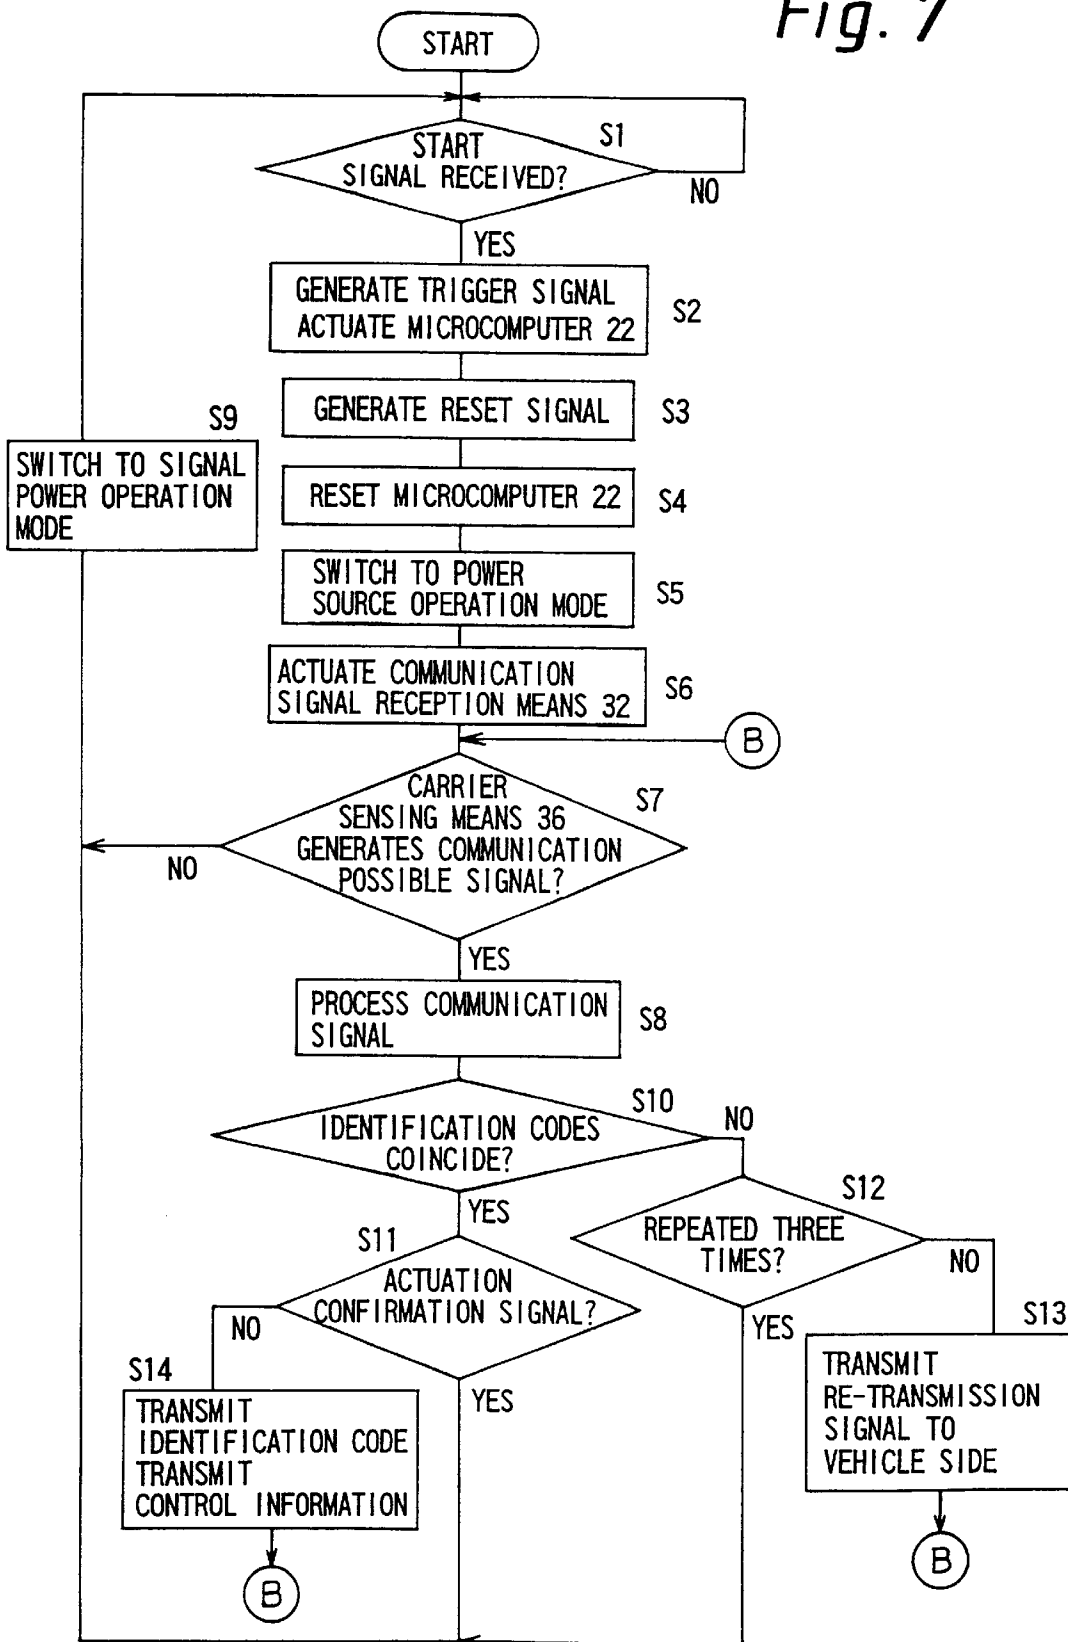 Fig. 7
START
START
SIGNAL RECEIVED?
S1
NO
YES
GENERATE TRIGGER SIGNAL
ACTUATE MICROCOMPUTER 22
S2
GENERATE RESET SIGNAL
S3
S9
SWITCH TO SIGNAL
POWER OPERATION
MODE
RESET MICROCOMPUTER 22
S4
SWITCH TO POWER
SOURCE OPERATION MODE
S5
ACTUATE COMMUNICATION
SIGNAL RECEPTION MEANS 32
S6
B
CARRIER
SENSING MEANS 36
GENERATES COMMUNICATION
POSSIBLE SIGNAL?
S7
NO
YES
PROCESS COMMUNICATION
SIGNAL
S8
IDENTIFICATION CODES
COINCIDE?
S10
NO
YES
S12
REPEATED THREE
TIMES?
NO
YES
S11
ACTUATION
CONFIRMATION SIGNAL?
NO
YES
S13
TRANSMIT
RE-TRANSMISSION
SIGNAL TO
VEHICLE SIDE
B
S14
TRANSMIT
IDENTIFICATION CODE
TRANSMIT
CONTROL INFORMATION
B